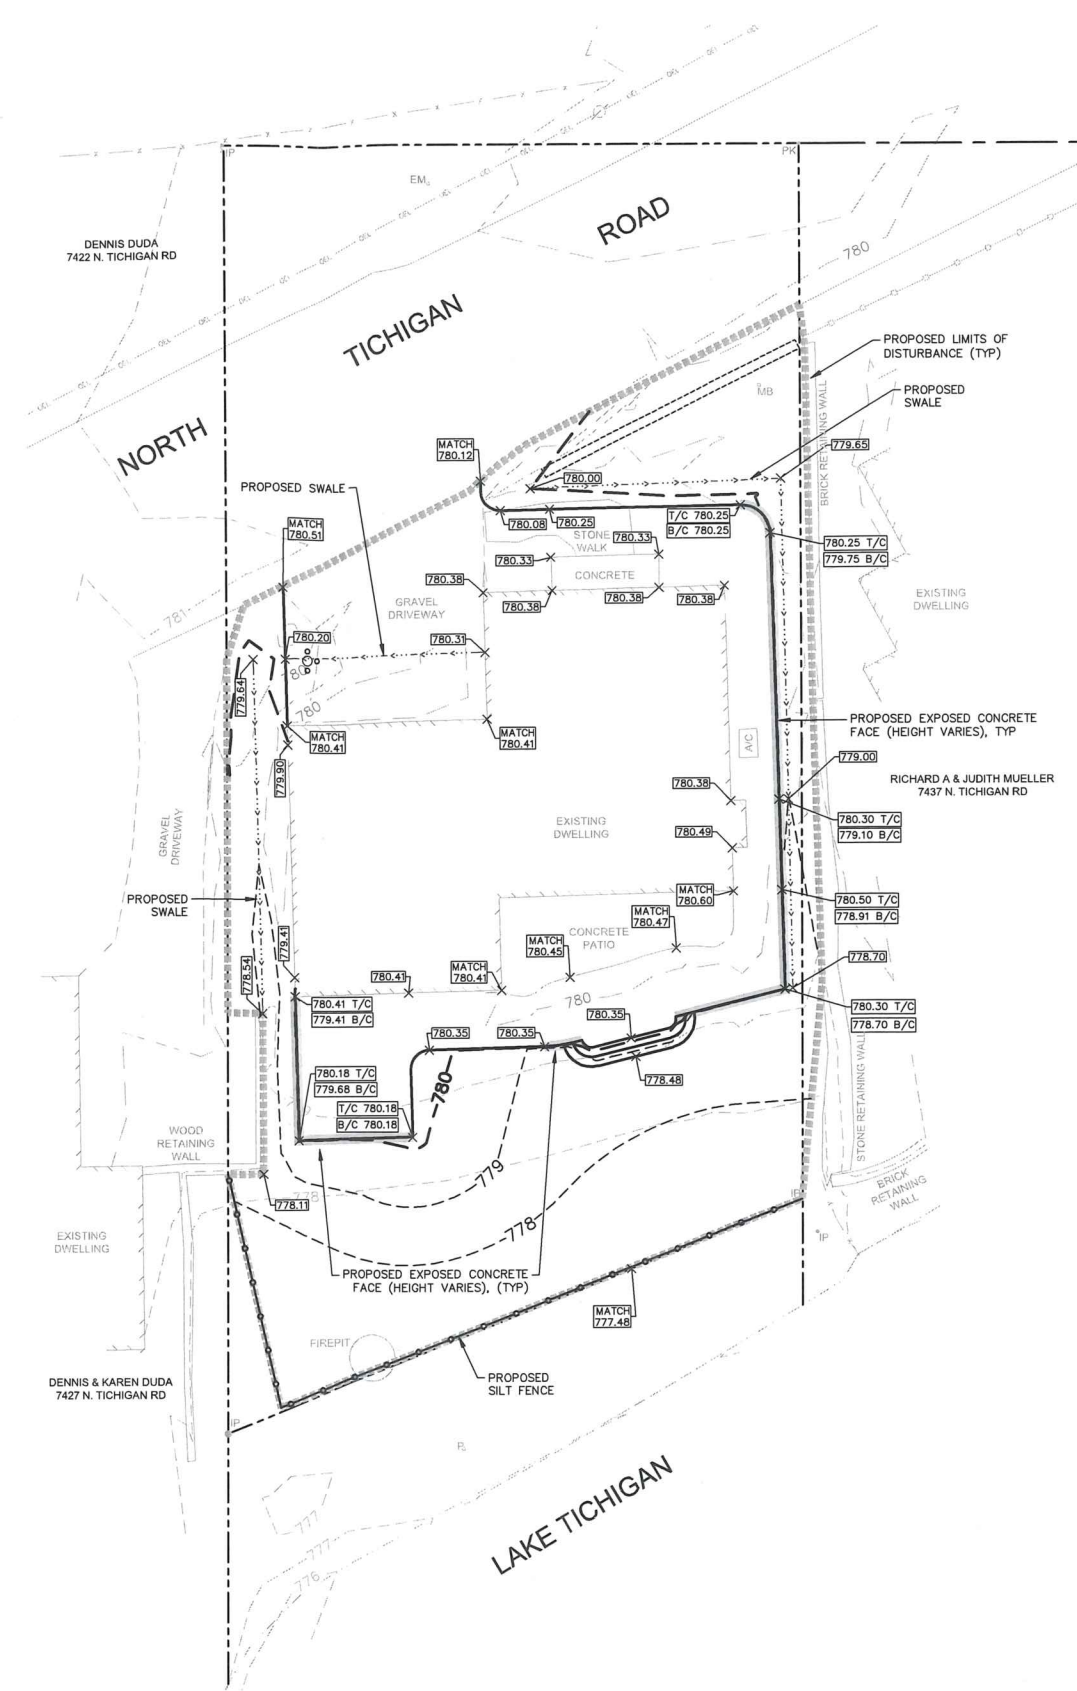 IP
PK
EM
ROAD
DENNIS DUDA
7422 N. TICHIGAN RD
780
TICHIGAN
PROPOSED LIMITS OF
DISTURBANCE (TYP)
MB
PROPOSED
SWALE
BRICK RETAINING WALL
NORTH
MATCH
780.12
779.65
PROPOSED SWALE
780.00
MATCH
780.51
780.08
780.25
T/C 780.25
B/C 780.25
STONE
WALK
780.33
780.25 T/C
779.75 B/C
780.33
CONCRETE
780.38
780.38
780.38
780.38
EXISTING
DWELLING
781
GRAVEL
DRIVEWAY
780.20
780.31
779.64
780
MATCH
780.41
MATCH
780.41
PROPOSED EXPOSED CONCRETE
FACE (HEIGHT VARIES), TYP
A/C
779.90
779.00
RICHARD A & JUDITH MUELLER
7437 N. TICHIGAN RD
780.38
780.30 T/C
779.10 B/C
GRAVEL
DRIVEWAY
EXISTING
DWELLING
780.49
PROPOSED
SWALE
MATCH
780.60
780.50 T/C
778.91 B/C
MATCH
780.47
CONCRETE
PATIO
779.41
MATCH
780.45
778.54
780.41
MATCH
780.41
778.70
780
780.41 T/C
779.41 B/C
780.30 T/C
778.70 B/C
780.35
780.35
780.35
STONE RETAINING WALL
780.18 T/C
779.68 B/C
780
778.48
T/C 780.18
B/C 780.18
WOOD
RETAINING
WALL
779
BRICK
RETAINING
WALL
778
778.11
IP
778
IP
EXISTING
DWELLING
PROPOSED EXPOSED CONCRETE
FACE (HEIGHT VARIES), (TYP)
MATCH
777.48
FIREPIT
DENNIS & KAREN DUDA
7427 N. TICHIGAN RD
PROPOSED
SILT FENCE
IP
LAKE TICHIGAN
777
777
776